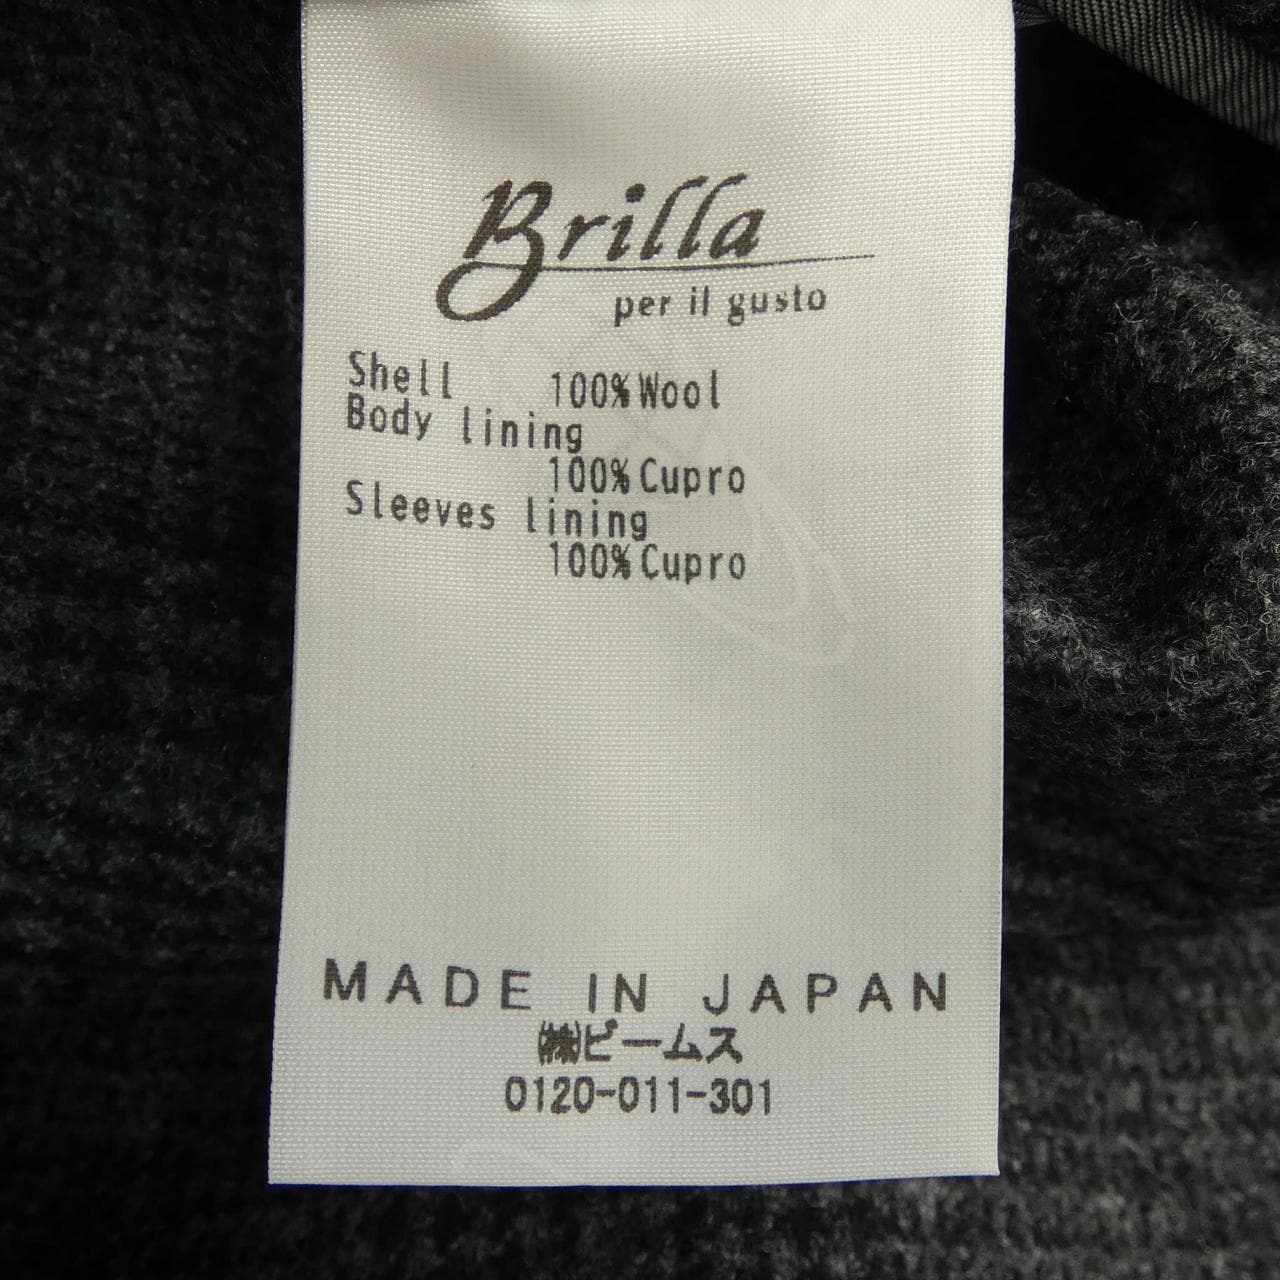 Brilla
per il gusto
Shell 100%Wool
Body lining
100%Cupro
Sleeves lining
100%Cupro
MADE IN JAPAN
㈱ビームス
0120-011-301